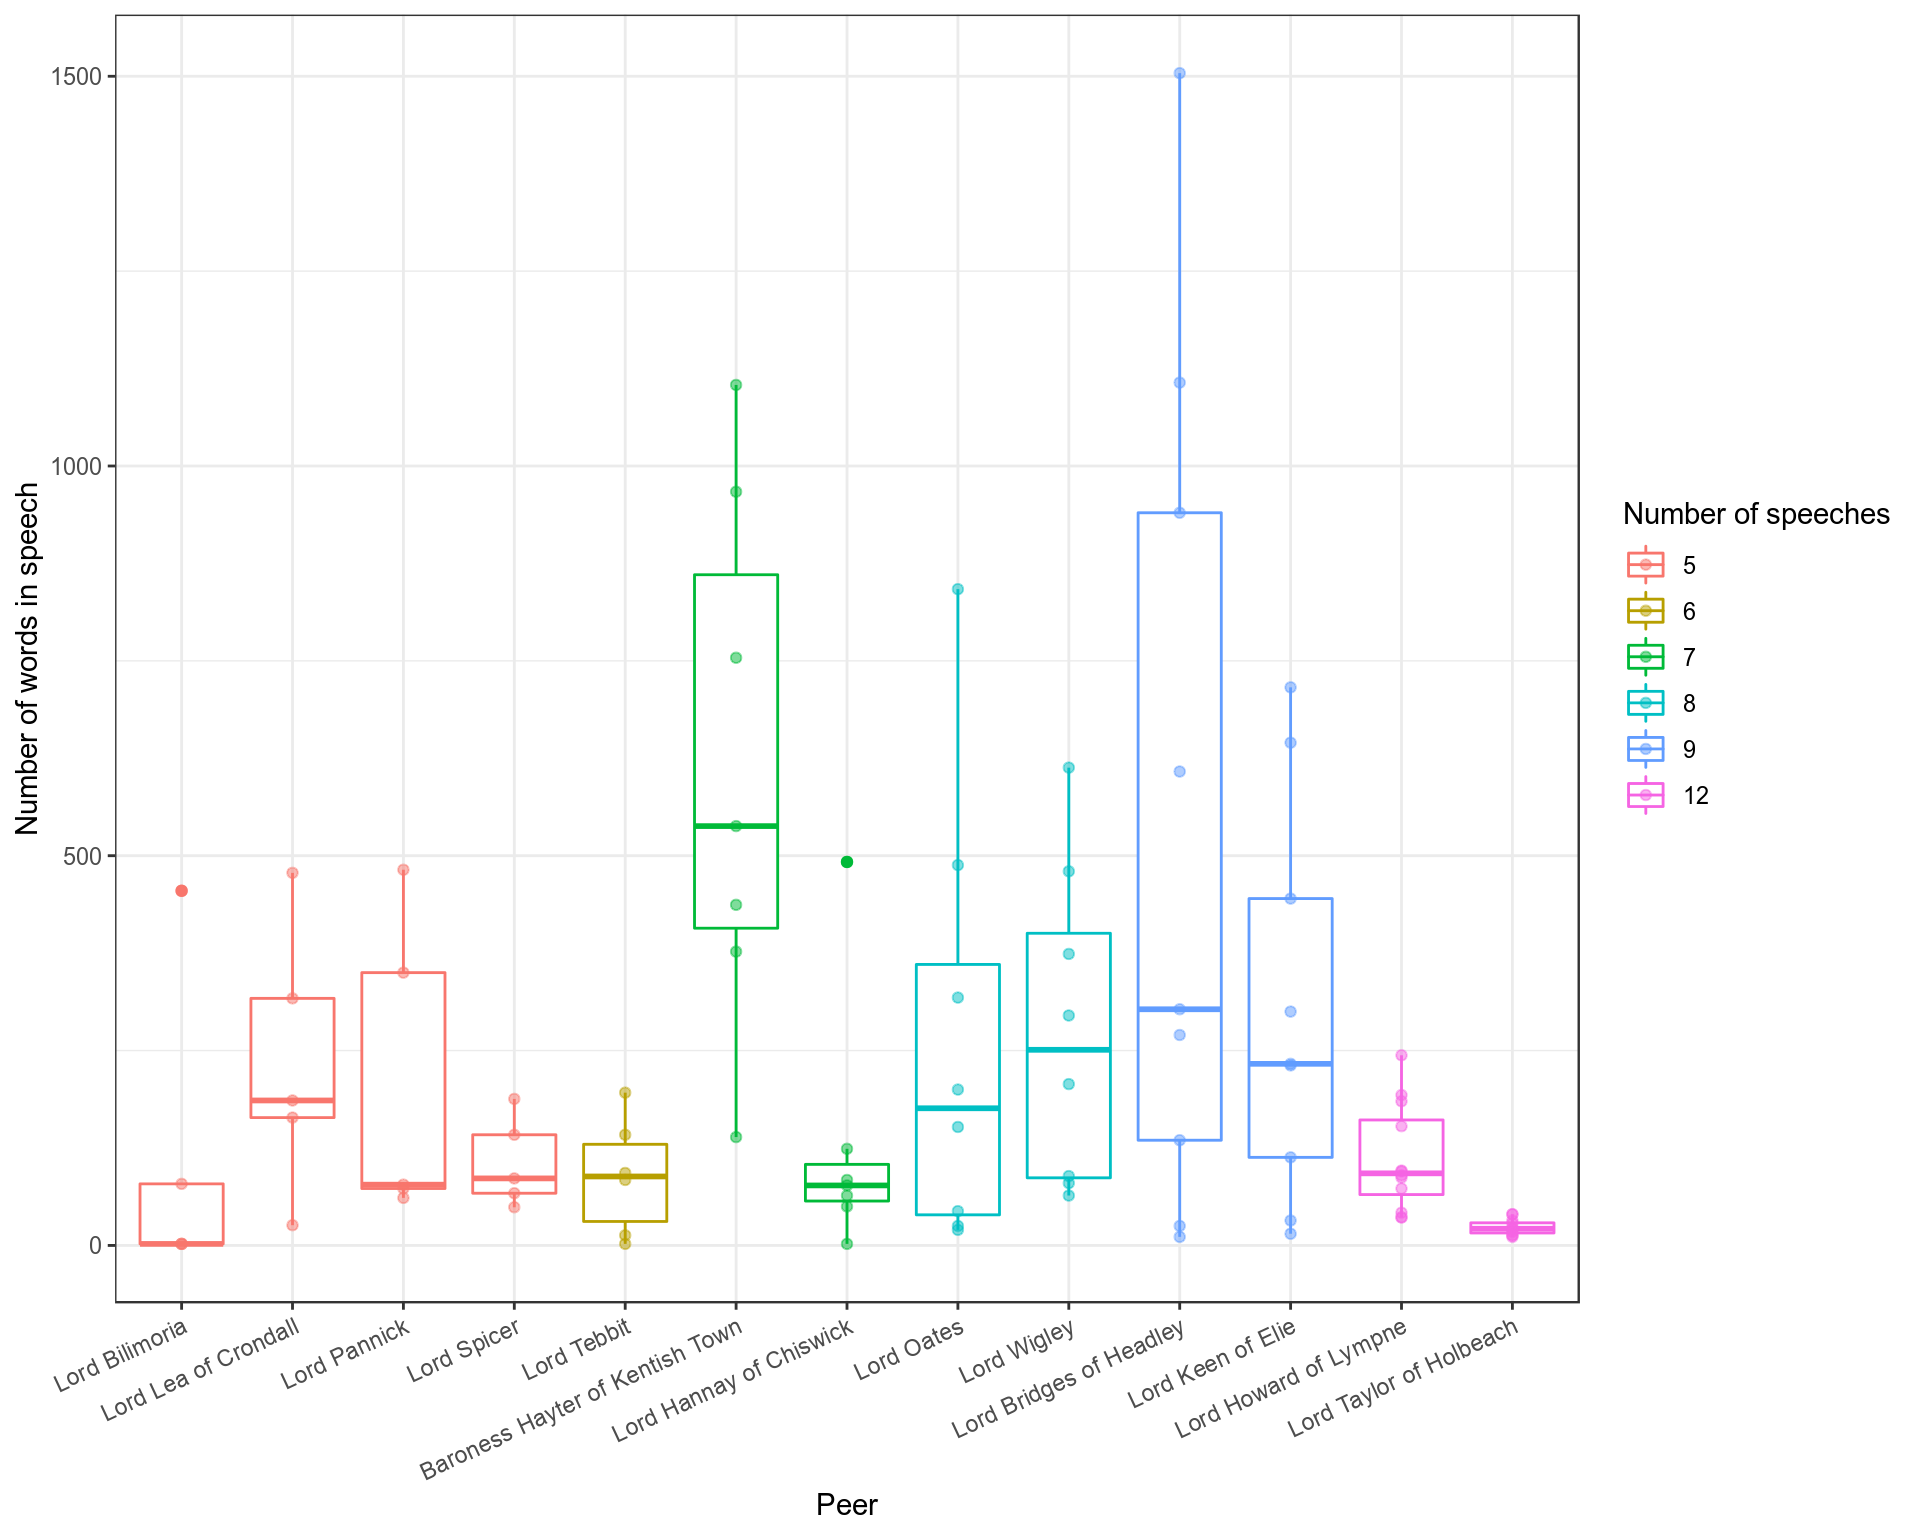 1500
1000
500
0
Number of words in speech
Lord Bilimoria
Lord Lea of Crondall
Lord Pannick
Lord Spicer
Lord Tebbit
Baroness Hayter of Kentish Town
Lord Hannay of Chiswick
Lord Oates
Lord Wigley
Lord Bridges of Headley
Lord Keen of Elie
Lord Howard of Lympne
Lord Taylor of Holbeach
Peer
Number of speeches
5
6
7
8
9
12